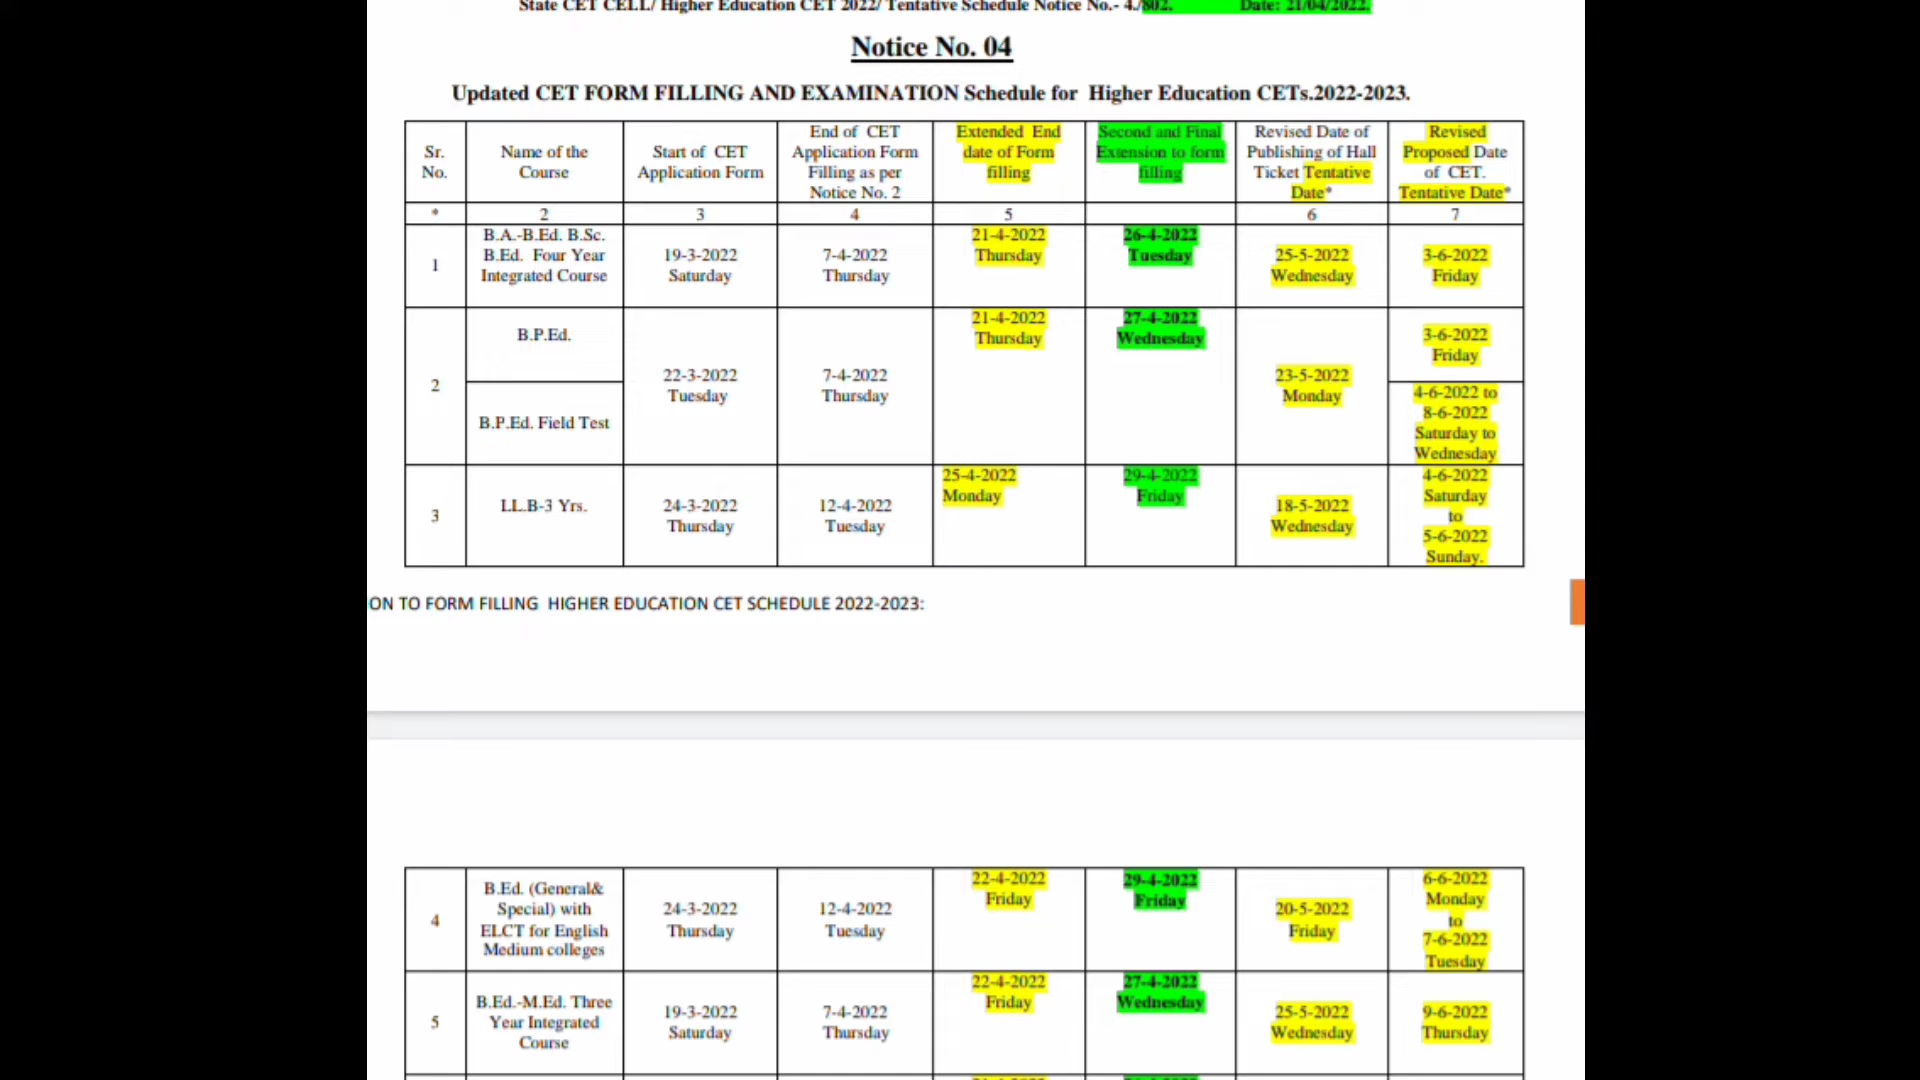 State CET CELL/ Higher Education CET 2022/ Tentative Schedule Notice No.- 4./802. Date: 21/04/2022.
Notice No. 04
Updated CET FORM FILLING AND EXAMINATION Schedule for Higher Education CETs.2022-2023.
Sr.
No.
Name of the
Course
Start of CET
Application Form
End of CET
Application Form
Filling as per
Notice No. 2
Extended End
date of Form
filling
Second and Final
Extension to form
filling
Revised Date of
Publishing of Hall
Ticket Tentative
Date*
Revised
Proposed Date
of CET.
Tentative Date*
* 2 3 4 5 6 7
1
B.A.-B.Ed. B.Sc.
B.Ed. Four Year
Integrated Course
19-3-2022
Saturday
7-4-2022
Thursday
21-4-2022
Thursday
26-4-2022
Tuesday
25-5-2022
Wednesday
3-6-2022
Friday
2
B.P.Ed.
B.P.Ed. Field Test
22-3-2022
Tuesday
7-4-2022
Thursday
21-4-2022
Thursday
27-4-2022
Wednesday
23-5-2022
Monday
3-6-2022
Friday
4-6-2022 to
8-6-2022
Saturday to
Wednesday
3
LL.B-3 Yrs.
24-3-2022
Thursday
12-4-2022
Tuesday
25-4-2022
Monday
29-4-2022
Friday
18-5-2022
Wednesday
4-6-2022
Saturday
to
5-6-2022
Sunday.
ON TO FORM FILLING HIGHER EDUCATION CET SCHEDULE 2022-2023:
4
B.Ed. (General&
Special) with
ELCT for English
Medium colleges
24-3-2022
Thursday
12-4-2022
Tuesday
22-4-2022
Friday
29-4-2022
Friday
20-5-2022
Friday
6-6-2022
Monday
to
7-6-2022
Tuesday
5
B.Ed.-M.Ed. Three
Year Integrated
Course
19-3-2022
Saturday
7-4-2022
Thursday
22-4-2022
Friday
27-4-2022
Wednesday
25-5-2022
Wednesday
9-6-2022
Thursday